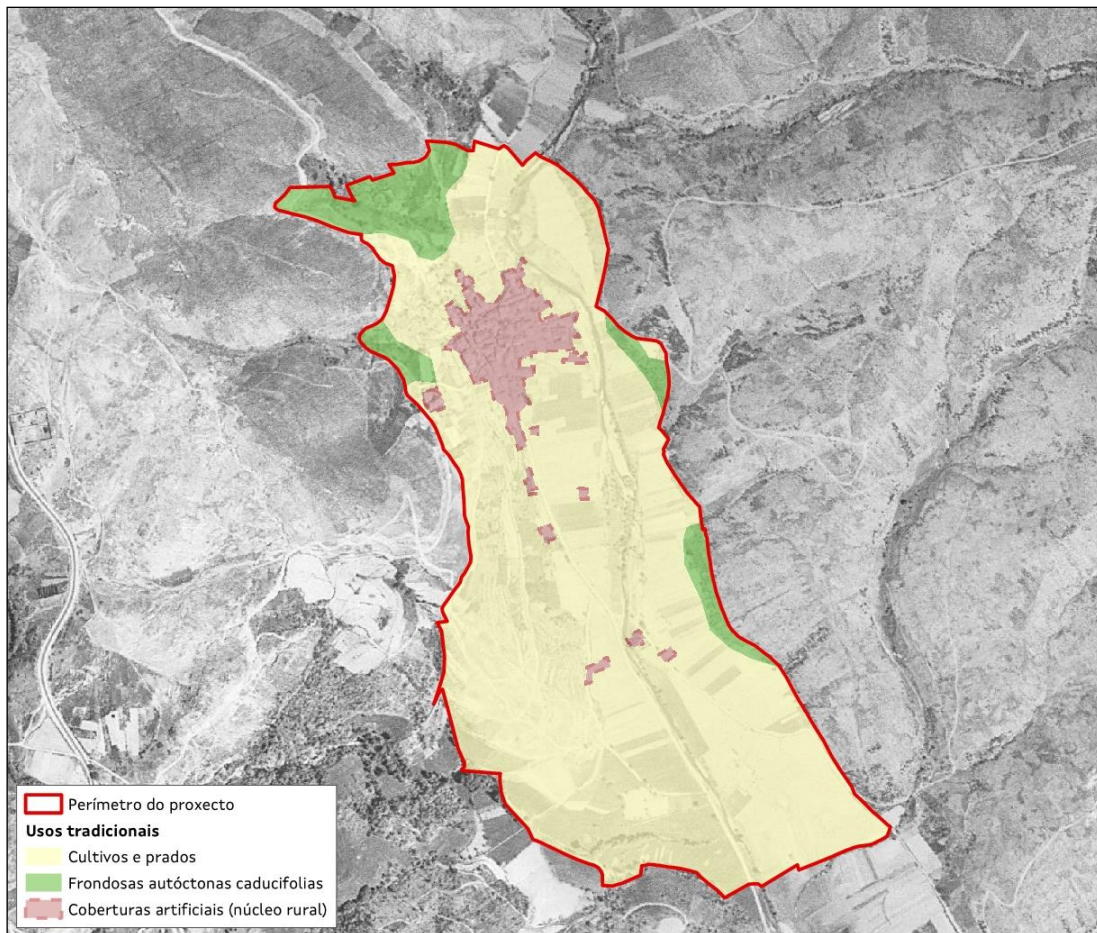 Perímetro do proxecto
Usos tradicionais
Cultivos e prados
Frondosas autóctonas caducifolias
Coberturas artificiais (núcleo rural)